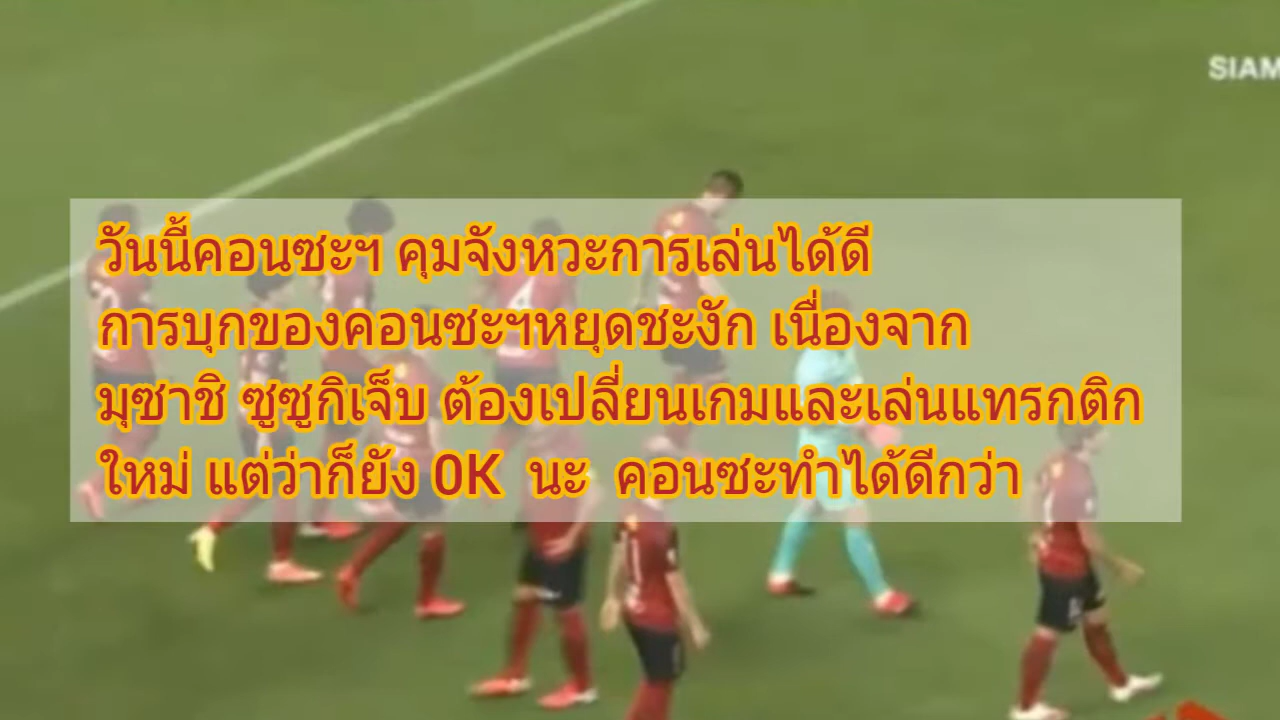 SIAM
วันนี้คอนซะฯ คุมจังหวะการเล่นได้ดี
การบุกของคอนซะฯหยุดชะงัก เนื่องจาก
มุซาชิ ซูซูกิเจ็บ ต้องเปลี่ยนเกมและเล่นแทรกติก
ใหม่ แต่ว่าก็ยัง OK นะ คอนซะทำได้ดีกว่า
4